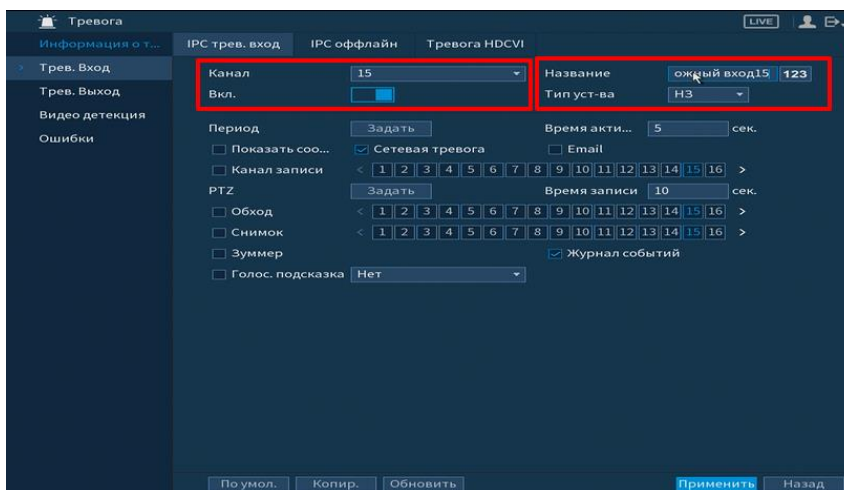 Тревога LIVE
Информация о т... IPC трев. вход IPC оффлайн Тревога HDCVI
Трев. Вход
Трев. Выход
Видео детекция
Ошибки
Канал 15 Название ожный вход15 123
Вкл. Тип уст-ва НЗ
Период Задать Время акти... 5 сек.
Показать соо... Сетевая тревога Email
Канал записи < 1 2 3 4 5 6 7 8 9 10 11 12 13 14 15 16 >
PTZ Задать Время записи 10 сек.
Обход < 1 2 3 4 5 6 7 8 9 10 11 12 13 14 15 16 >
Снимок < 1 2 3 4 5 6 7 8 9 10 11 12 13 14 15 16 >
Зуммер Журнал событий
Голос. подсказка Нет
По умол. Копир. Обновить Применить Назад